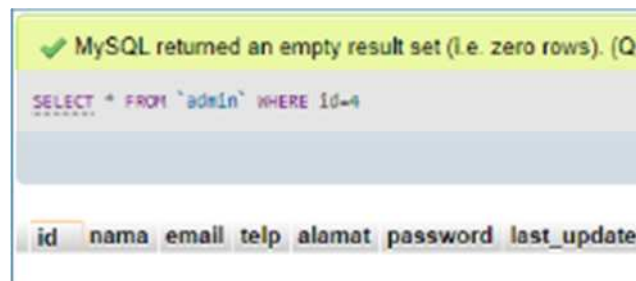 MySQL returned an empty result set (i.e. zero rows). (Q
SELECT * FROM `admin` WHERE id=4
id nama email telp alamat password last_update